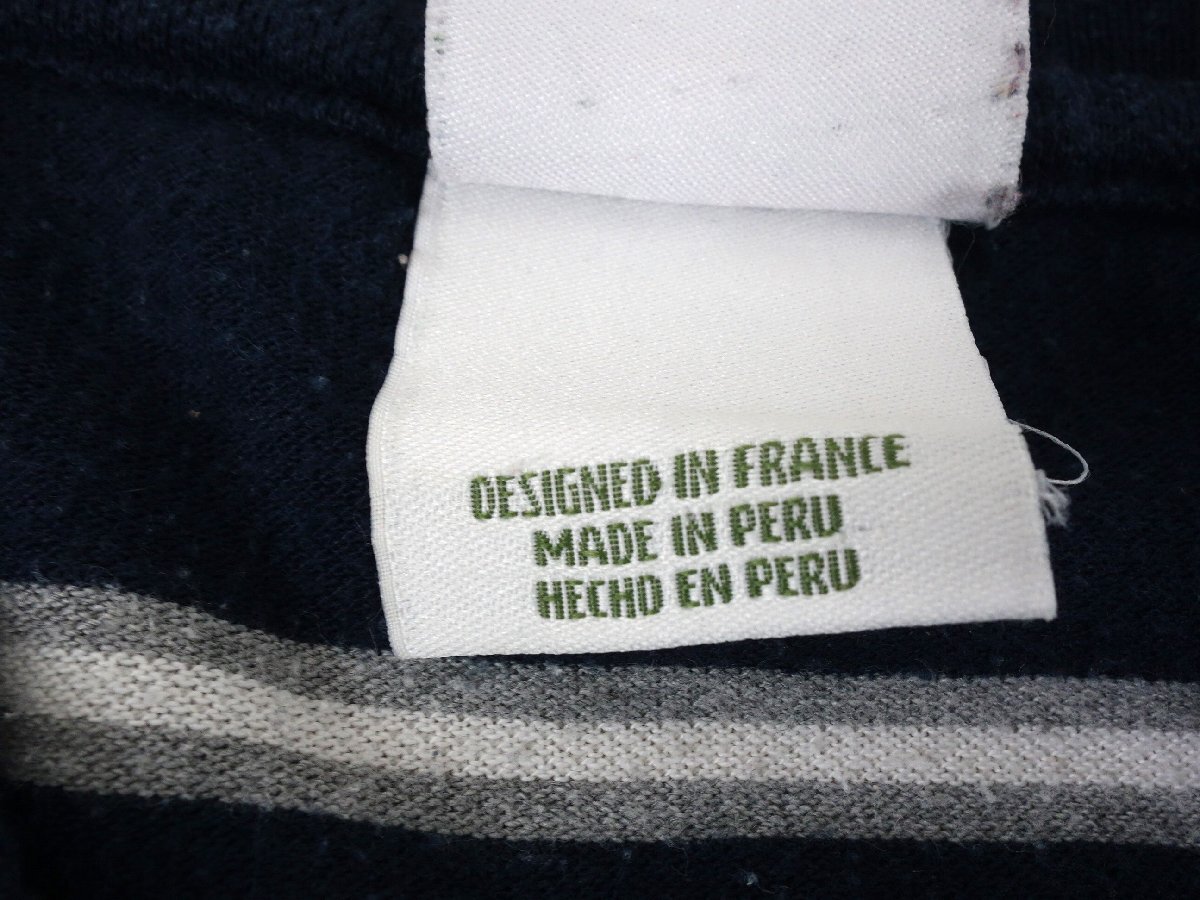 DESIGNED IN FRANCE
MADE IN PERU
HECHO EN PERU